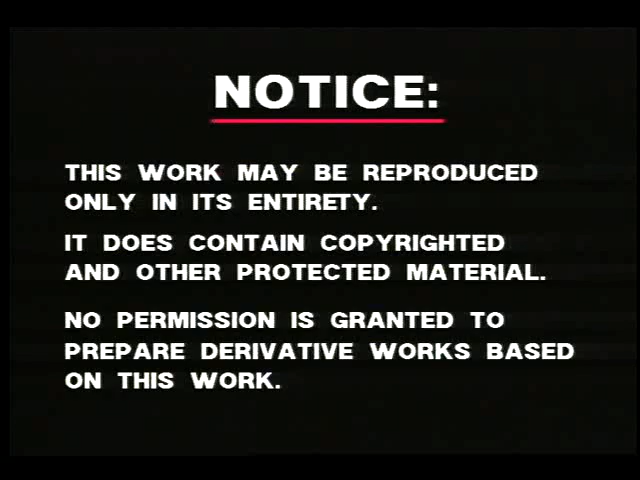 NOTICE:
THIS WORK MAY BE REPRODUCED
ONLY IN ITS ENTIRETY.
IT DOES CONTAIN COPYRIGHTED
AND OTHER PROTECTED MATERIAL.
NO PERMISSION IS GRANTED TO
PREPARE DERIVATIVE WORKS BASED
ON THIS WORK.